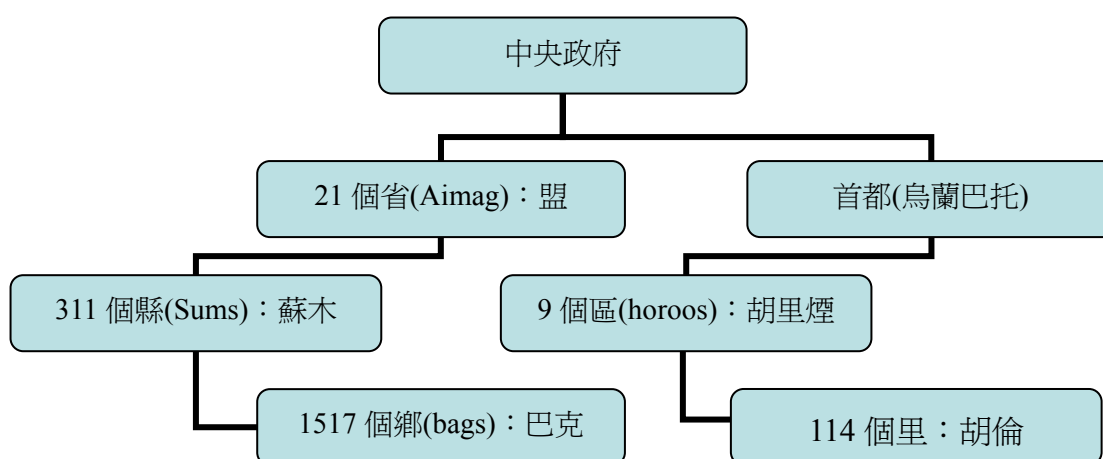 中央政府
21 個省(Aimag)：盟
首都(烏蘭巴托)
311 個縣(Sums)：蘇木
9 個區(horoos)：胡里煙
1517 個鄉(bags)：巴克
114 個里：胡倫